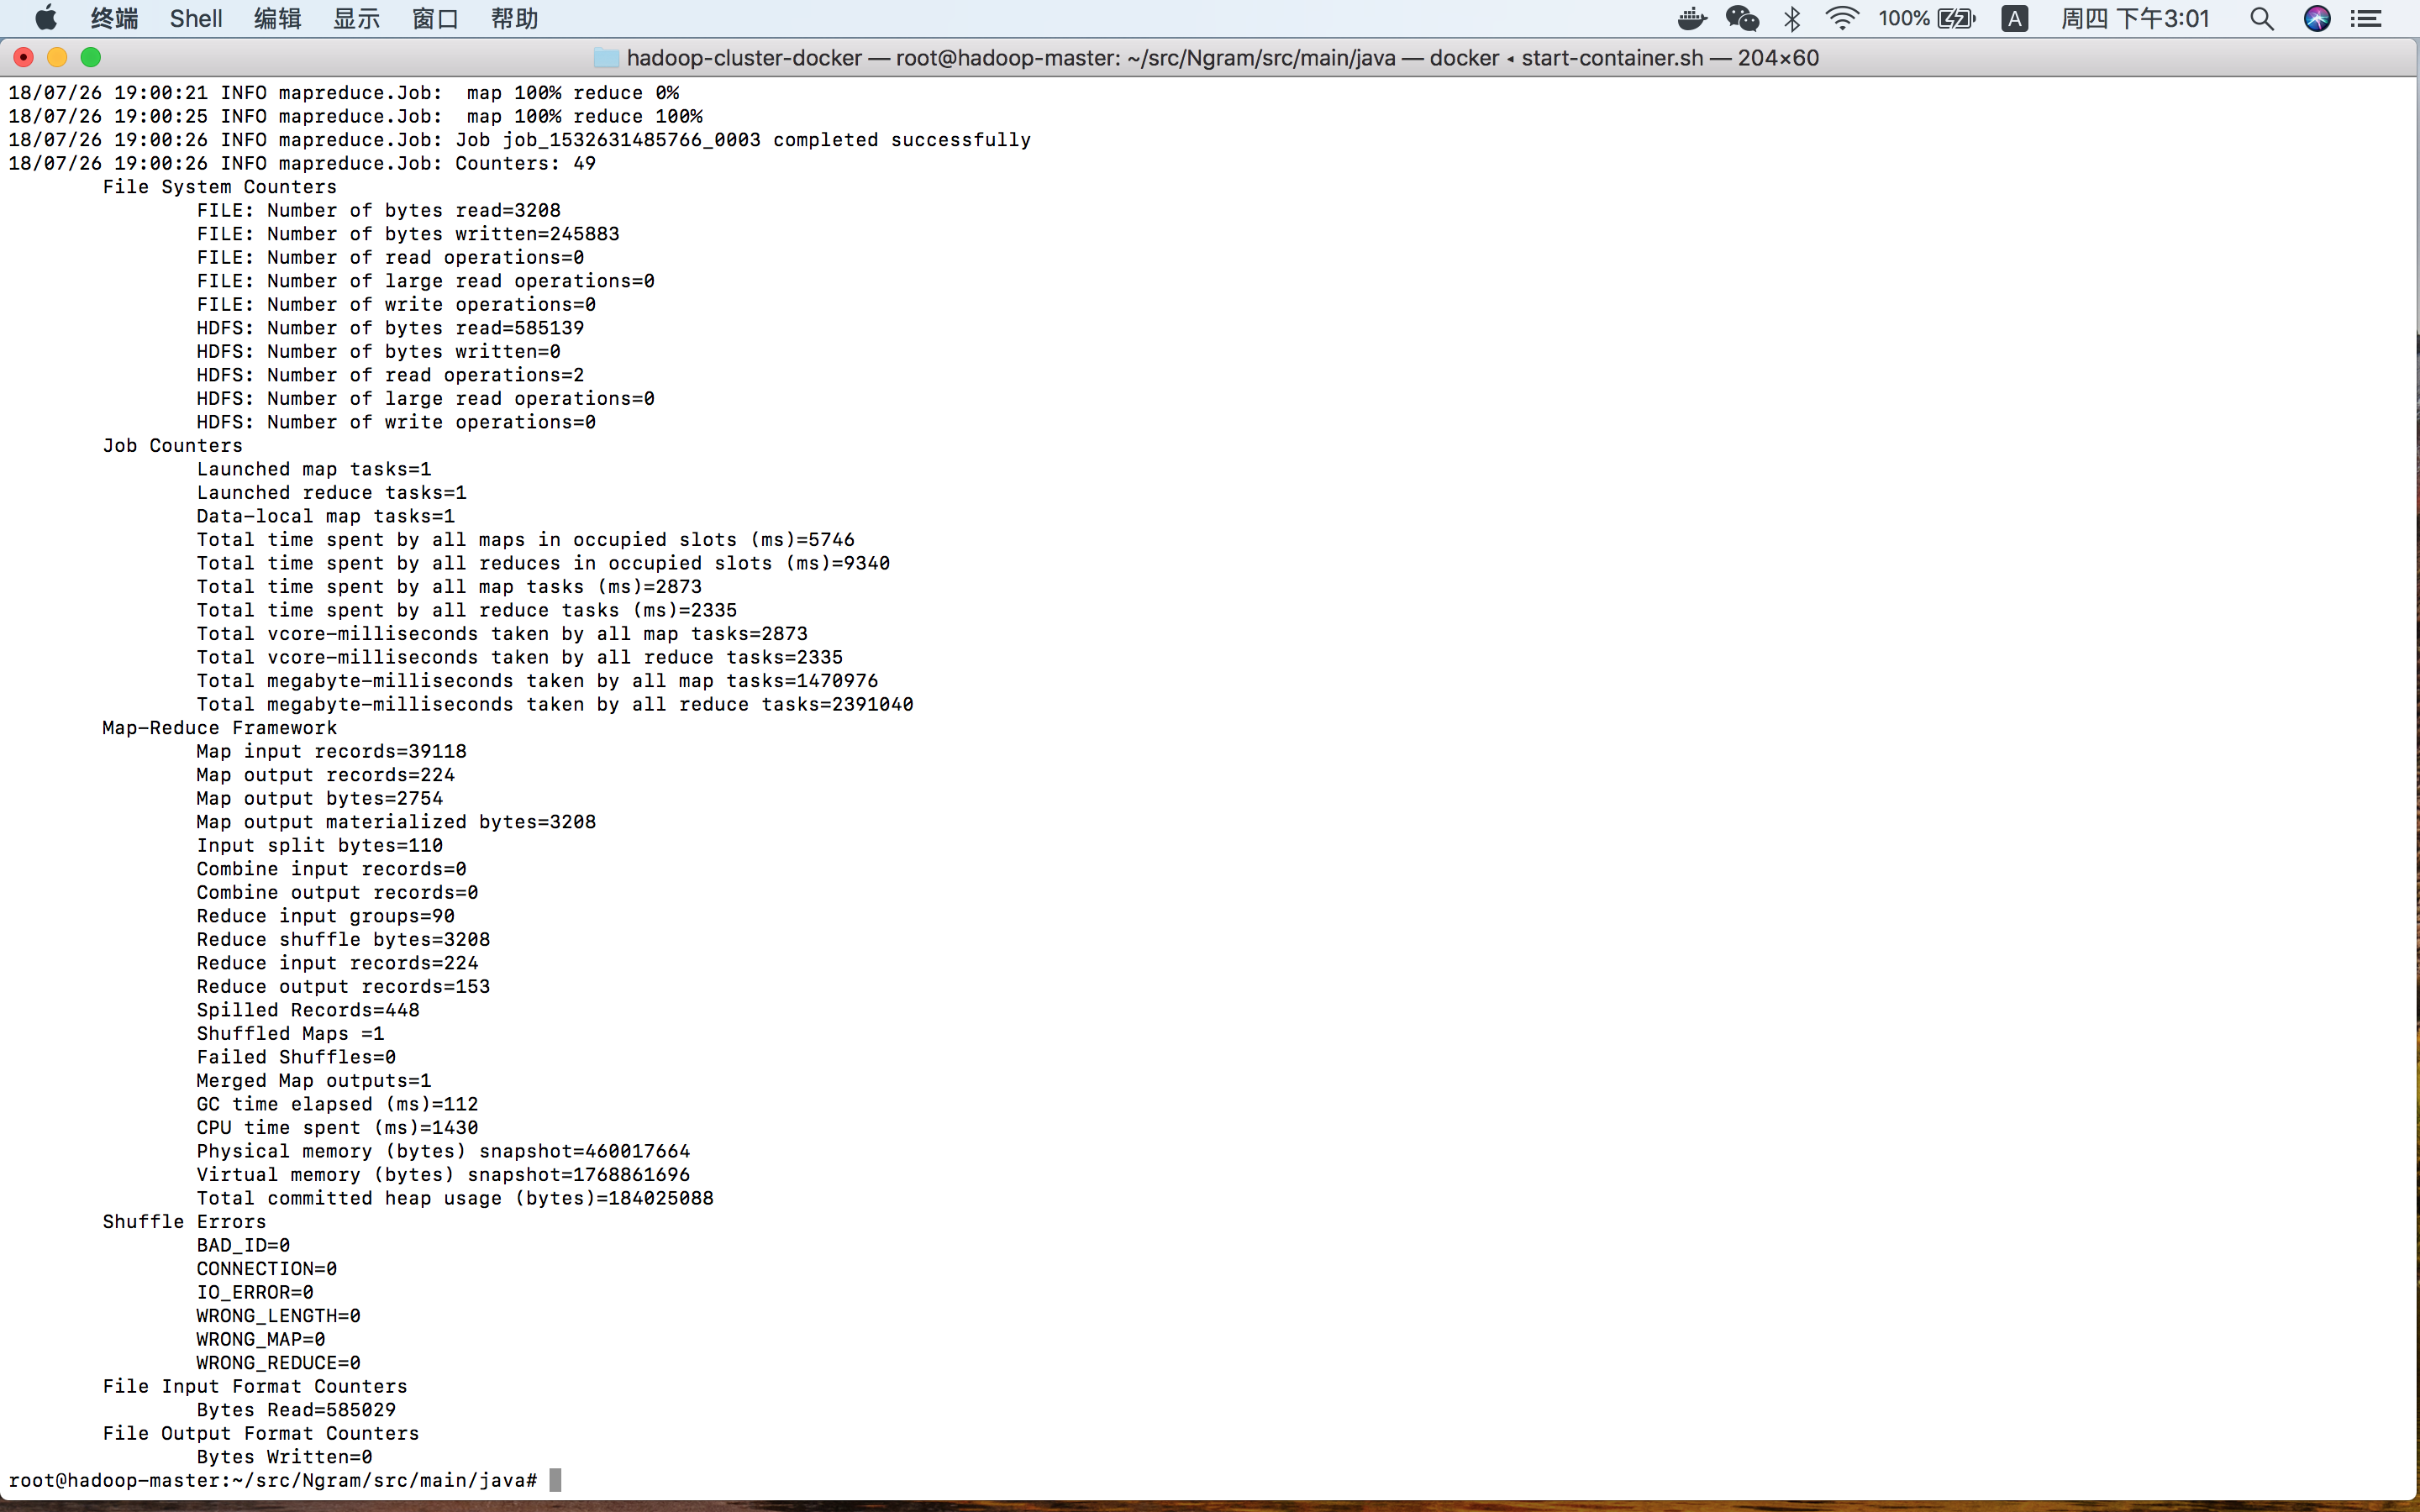 终端 Shell 编辑 显示 窗口 帮助 100% A 周四 下午3:01
hadoop-cluster-docker — root@hadoop-master: ~/src/Ngram/src/main/java — docker ◂ start-container.sh — 204×60
18/07/26 19:00:21 INFO mapreduce.Job:  map 100% reduce 0%
18/07/26 19:00:25 INFO mapreduce.Job:  map 100% reduce 100%
18/07/26 19:00:26 INFO mapreduce.Job: Job job_1532631485766_0003 completed successfully
18/07/26 19:00:26 INFO mapreduce.Job: Counters: 49
File System Counters
FILE: Number of bytes read=3208
FILE: Number of bytes written=245883
FILE: Number of read operations=0
FILE: Number of large read operations=0
FILE: Number of write operations=0
HDFS: Number of bytes read=585139
HDFS: Number of bytes written=0
HDFS: Number of read operations=2
HDFS: Number of large read operations=0
HDFS: Number of write operations=0
Job Counters
Launched map tasks=1
Launched reduce tasks=1
Data-local map tasks=1
Total time spent by all maps in occupied slots (ms)=5746
Total time spent by all reduces in occupied slots (ms)=9340
Total time spent by all map tasks (ms)=2873
Total time spent by all reduce tasks (ms)=2335
Total vcore-milliseconds taken by all map tasks=2873
Total vcore-milliseconds taken by all reduce tasks=2335
Total megabyte-milliseconds taken by all map tasks=1470976
Total megabyte-milliseconds taken by all reduce tasks=2391040
Map-Reduce Framework
Map input records=39118
Map output records=224
Map output bytes=2754
Map output materialized bytes=3208
Input split bytes=110
Combine input records=0
Combine output records=0
Reduce input groups=90
Reduce shuffle bytes=3208
Reduce input records=224
Reduce output records=153
Spilled Records=448
Shuffled Maps =1
Failed Shuffles=0
Merged Map outputs=1
GC time elapsed (ms)=112
CPU time spent (ms)=1430
Physical memory (bytes) snapshot=460017664
Virtual memory (bytes) snapshot=1768861696
Total committed heap usage (bytes)=184025088
Shuffle Errors
BAD_ID=0
CONNECTION=0
IO_ERROR=0
WRONG_LENGTH=0
WRONG_MAP=0
WRONG_REDUCE=0
File Input Format Counters
Bytes Read=585029
File Output Format Counters
Bytes Written=0
root@hadoop-master:~/src/Ngram/src/main/java#